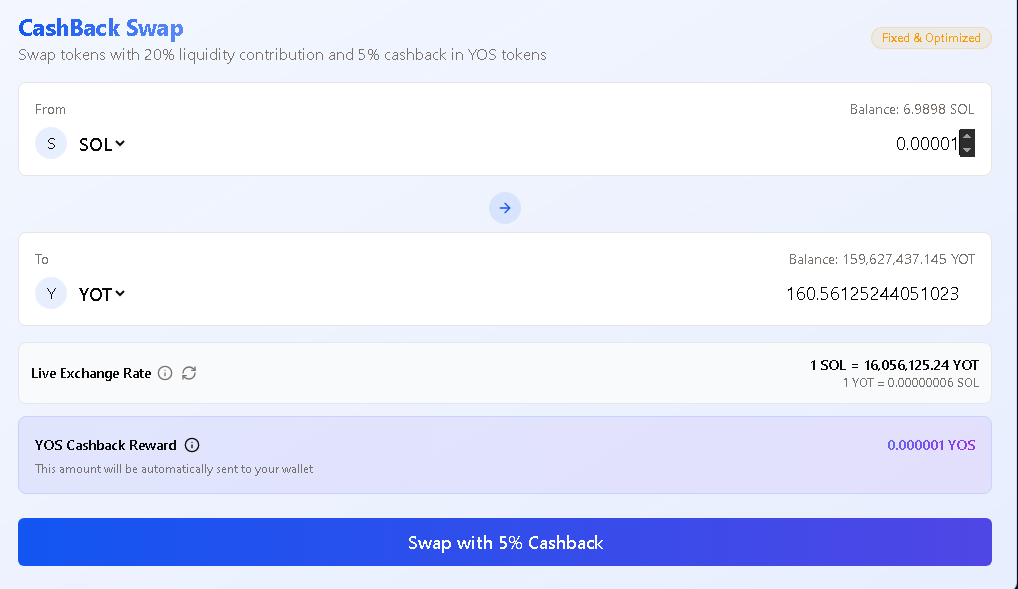 CashBack Swap
Swap tokens with 20% liquidity contribution and 5% cashback in YOS tokens
Fixed & Optimized
From
Balance: 6.9898 SOL
S
SOL
0.00001
To
Balance: 159,627,437.145 YOT
Y
YOT
160.56125244051023
Live Exchange Rate
1 SOL = 16,056,125.24 YOT
1 YOT = 0.00000006 SOL
YOS Cashback Reward
0.000001 YOS
This amount will be automatically sent to your wallet
Swap with 5% Cashback